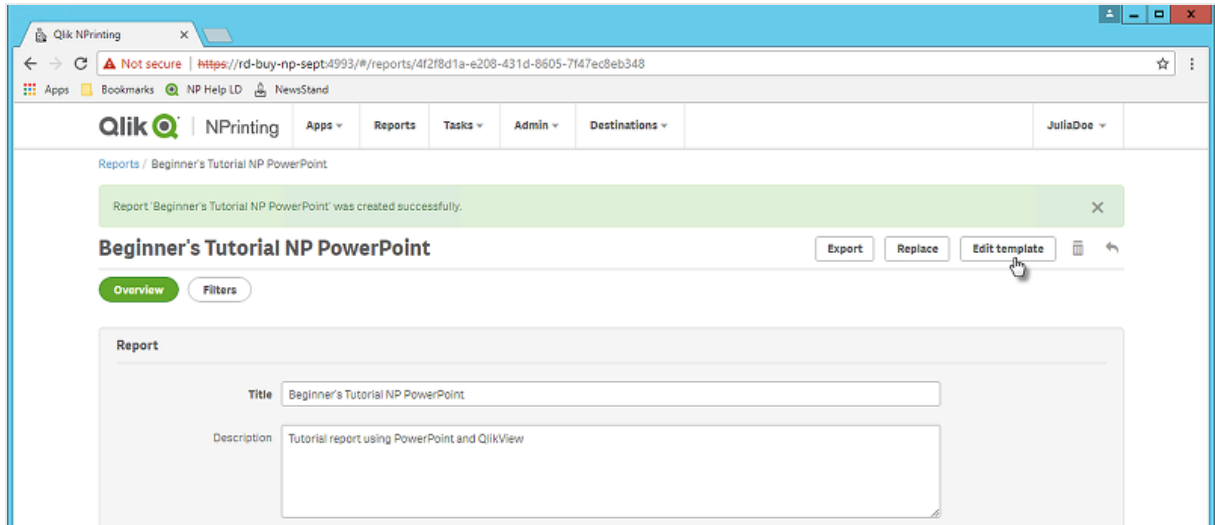 Qlik NPrinting
Not secure | https://rd-buy-np-sept:4993/#/reports/4f2f8d1a-e208-431d-8605-7f47ec8eb348
Apps Bookmarks NP Help LD NewsStand
Qlik NPrinting Apps Reports Tasks Admin Destinations JuliaDoe
Reports / Beginner's Tutorial NP PowerPoint
Report 'Beginner's Tutorial NP PowerPoint' was created successfully.
Beginner's Tutorial NP PowerPoint Export Replace Edit template
Overview Filters
Report
Title Beginner's Tutorial NP PowerPoint
Description Tutorial report using PowerPoint and QlikView